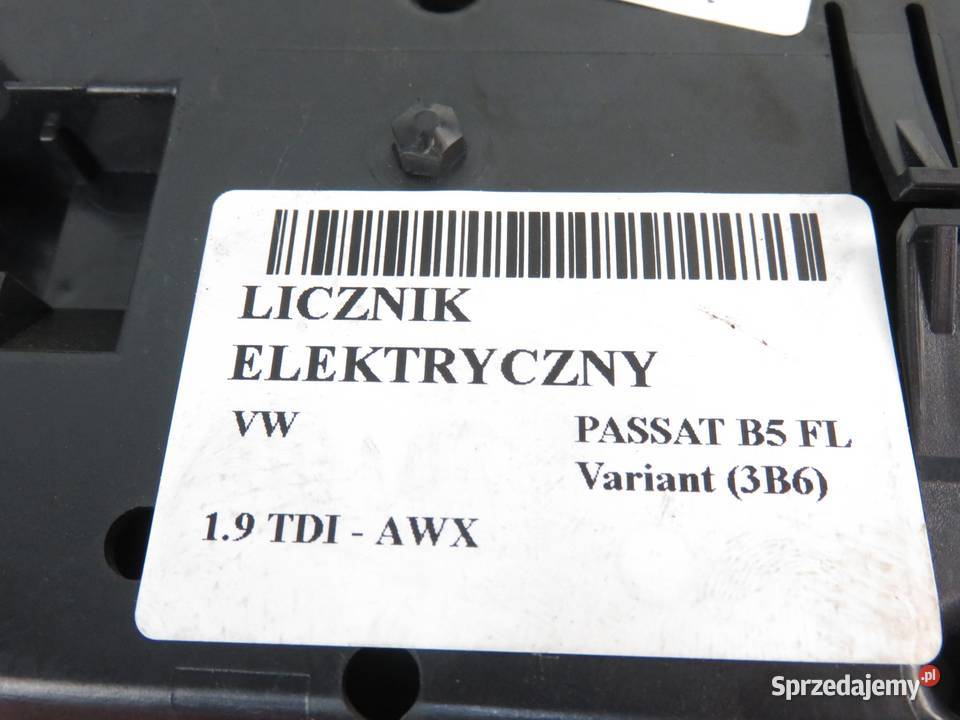 LICZNIK
ELEKTRYCZNY
VW PASSAT B5 FL
Variant (3B6)
1.9 TDI - AWX
Sprzedajemy.pl